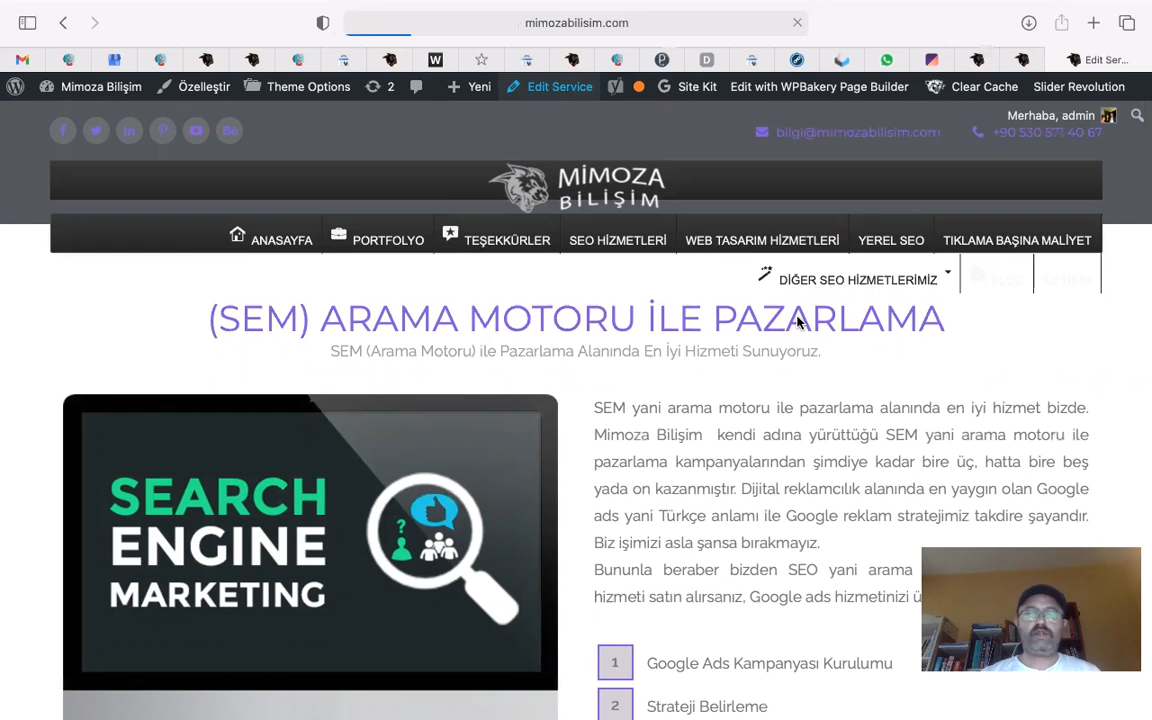 mimozabilisim.com
W
D
Edit Ser...
Mimoza Bilişim
Özelleştir
Theme Options
2
Yeni
Edit Service
Site Kit
Edit with WPBakery Page Builder
Clear Cache
Slider Revolution
Merhaba, admin
bilgi@mimozabilisim.com
+90 530 571 40 67
MİMOZA
BİLİŞİM
ANASAYFA
PORTFOLYO
TEŞEKKÜRLER
SEO HİZMETLERİ
WEB TASARIM HİZMETLERİ
YEREL SEO
TIKLAMA BAŞINA MALİYET
DİĞER SEO HİZMETLERİMİZ
BLOG
(SEM) ARAMA MOTORU İLE PAZARLAMA
SEM (Arama Motoru) ile Pazarlama Alanında En İyi Hizmeti Sunuyoruz.
SEARCH
ENGINE
MARKETING
SEM yani arama motoru ile pazarlama alanında en iyi hizmet bizde.
Mimoza Bilişim kendi adına yürüttüğü SEM yani arama motoru ile
pazarlama kampanyalarından şimdiye kadar bire üç, hatta bire beş
yada on kazanmıştır. Dijital reklamcılık alanında en yaygın olan Google
ads yani Türkçe anlamı ile Google reklam stratejimiz takdire şayandır.
Biz işimizi asla şansa bırakmayız.
Bununla beraber bizden SEO yani arama
hizmeti satın alırsanız, Google ads hizmetinizi ü
1 Google Ads Kampanyası Kurulumu
2 Strateji Belirleme